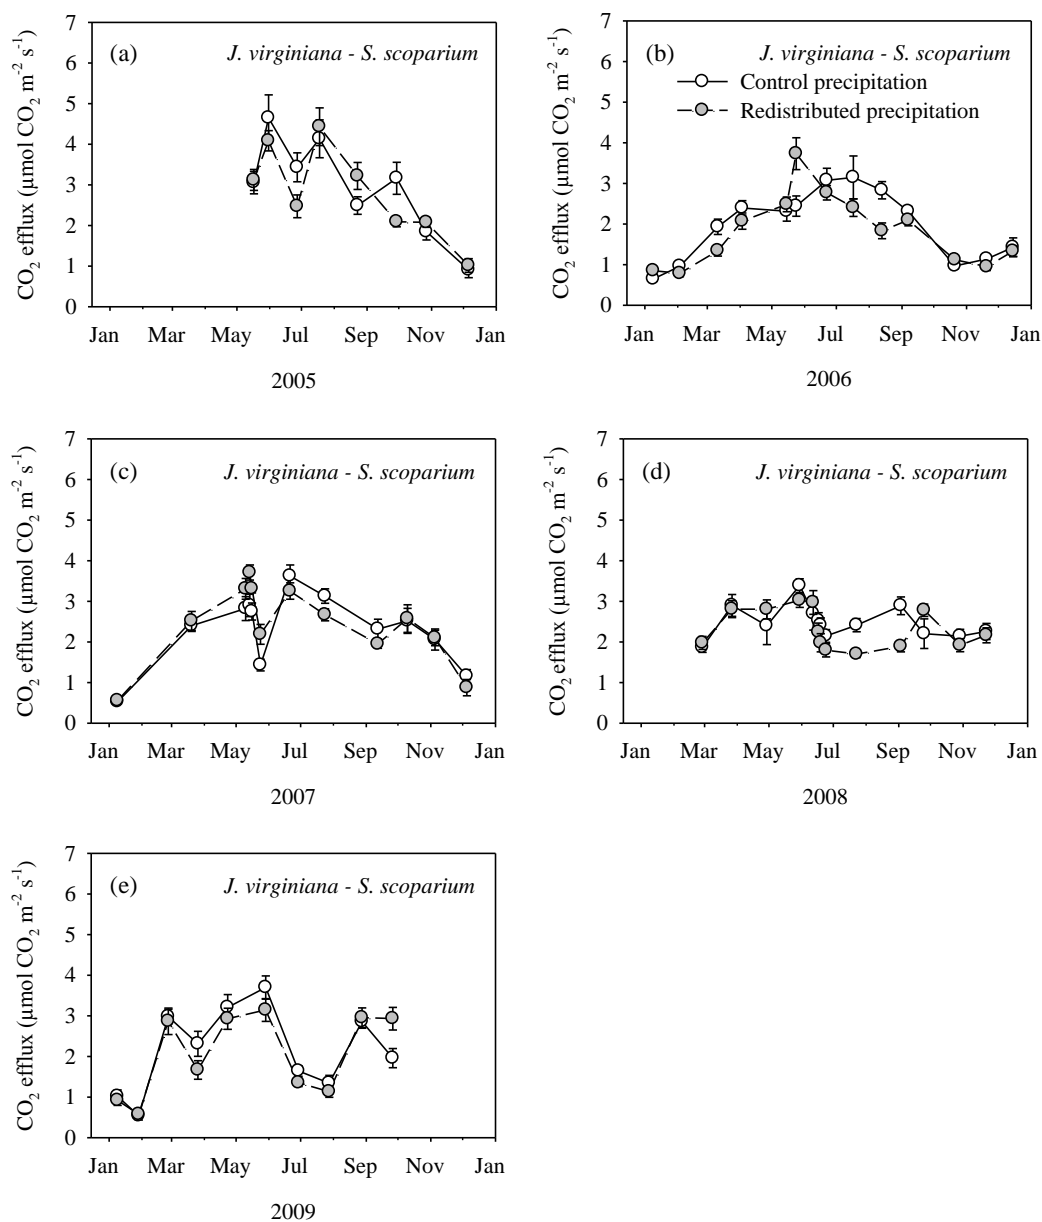 7
6
5
4
3
2
1
0
CO2 efflux (µmol CO2 m-2 s-1)
(a)
J. virginiana - S. scoparium
Jan Mar May Jul Sep Nov Jan
2005
7
6
5
4
3
2
1
0
CO2 efflux (µmol CO2 m-2 s-1)
(b)
J. virginiana - S. scoparium
Control precipitation
Redistributed precipitation
Jan Mar May Jul Sep Nov Jan
2006
7
6
5
4
3
2
1
0
CO2 efflux (µmol CO2 m-2 s-1)
(c)
J. virginiana - S. scoparium
Jan Mar May Jul Sep Nov Jan
2007
7
6
5
4
3
2
1
0
CO2 efflux (µmol CO2 m-2 s-1)
(d)
J. virginiana - S. scoparium
Jan Mar May Jul Sep Nov Jan
2008
7
6
5
4
3
2
1
0
CO2 efflux (µmol CO2 m-2 s-1)
(e)
J. virginiana - S. scoparium
Jan Mar May Jul Sep Nov Jan
2009